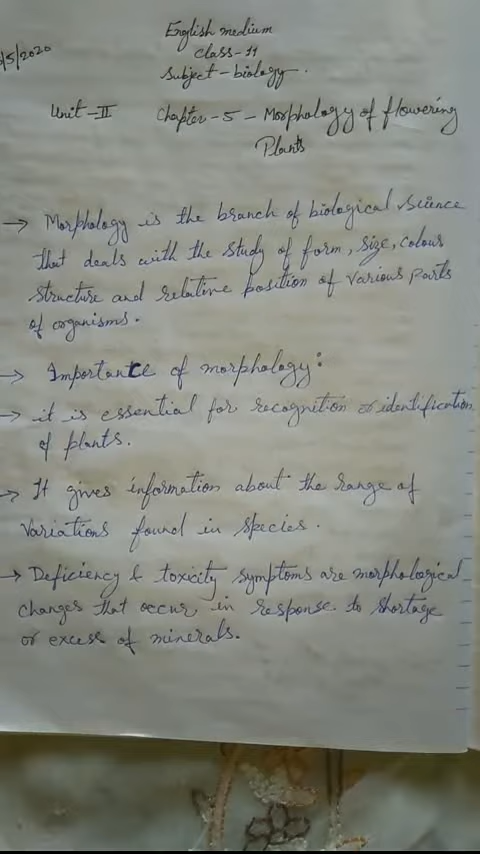 /5/2020
English medium
class-11
Subject-biology.
Unit-II Chapter-5-Morphology of flowering
Plants
→ Morphology is the branch of biological science
that deals with the study of form, size, colour
structure and relative position of various parts
of organisms.
→ Importance of morphology:
→ it is essential for recognition or identification
of plants.
→ It gives information about the range of
variations found in species.
→ Deficiency & toxicity symptoms are morphological
changes that occur in response to shortage
or excess of minerals.